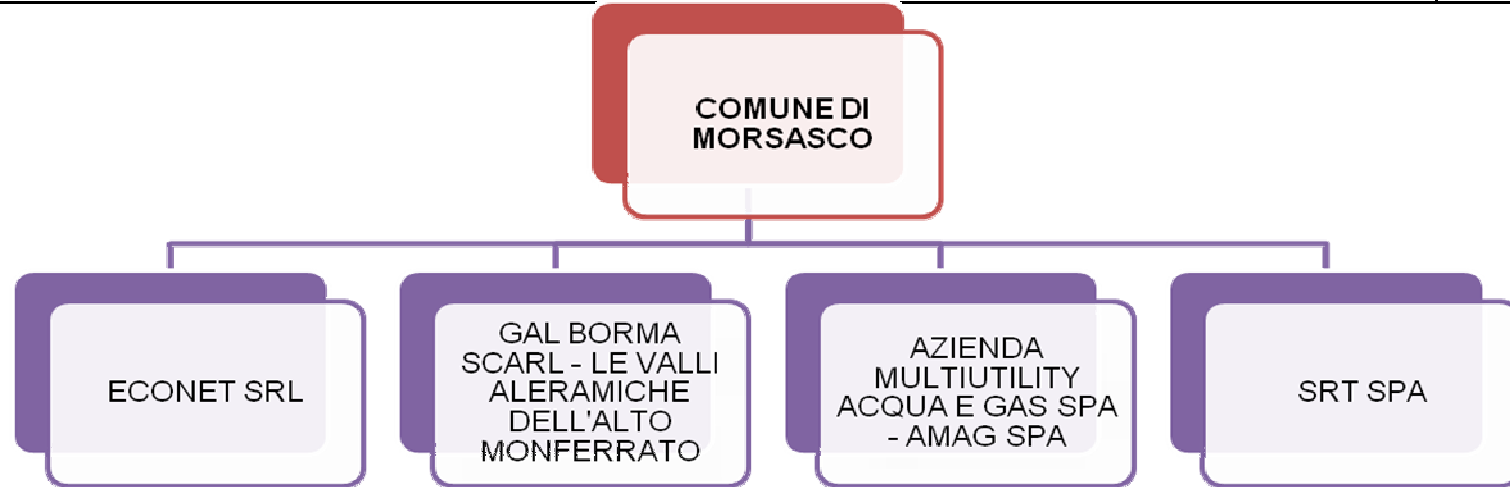 COMUNE DI
MORSASCO
ECONET SRL
GAL BORMA
SCARL - LE VALLI
ALERAMICHE
DELL'ALTO
MONFERRATO
AZIENDA
MULTIUTILITY
ACQUA E GAS SPA
- AMAG SPA
SRT SPA